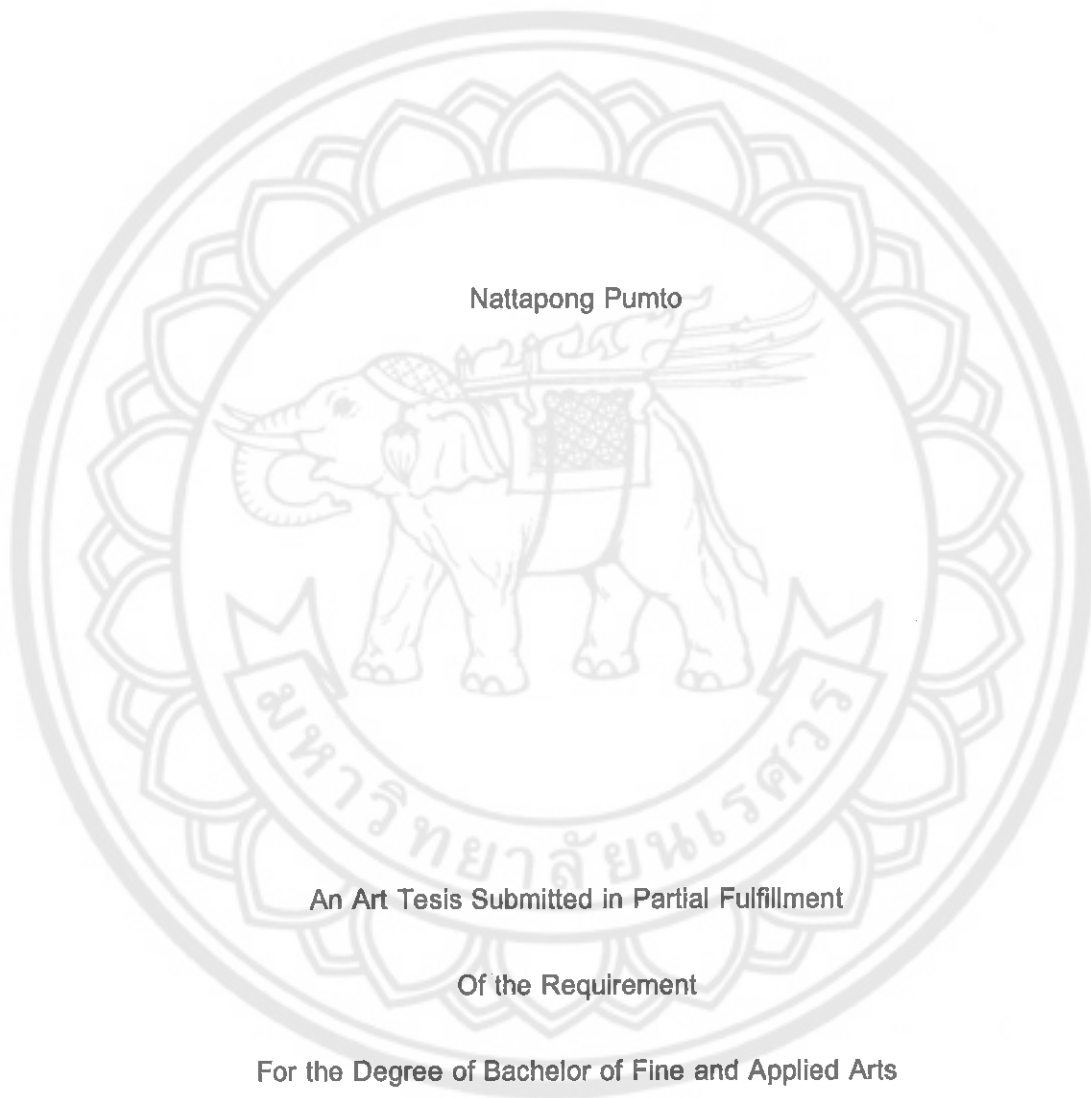 Nattapong Pumto
มหาวิทยาลัยนเรศวร
An Art Tesis Submitted in Partial Fulfillment
Of the Requirement
For the Degree of Bachelor of Fine and Applied Arts